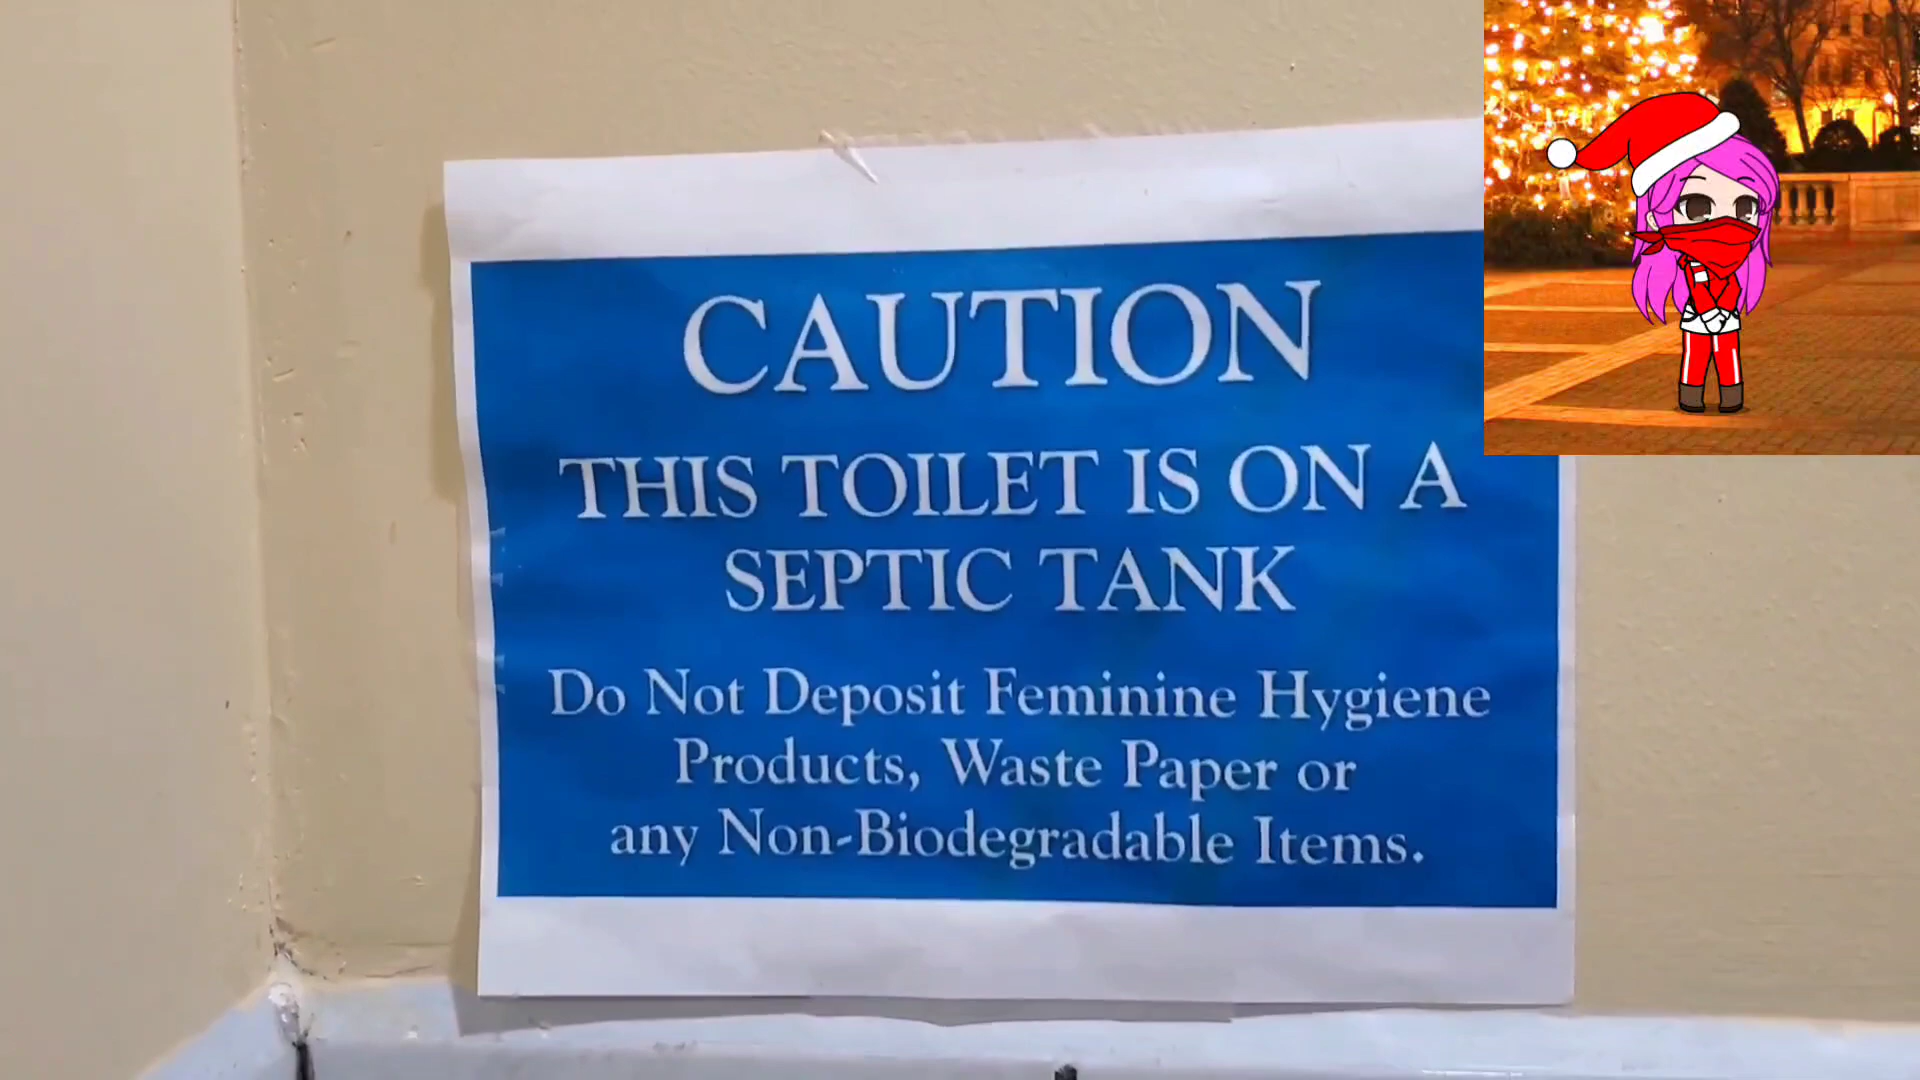 CAUTION
THIS TOILET IS ON A
SEPTIC TANK
Do Not Deposit Feminine Hygiene
Products, Waste Paper or
any Non-Biodegradable Items.